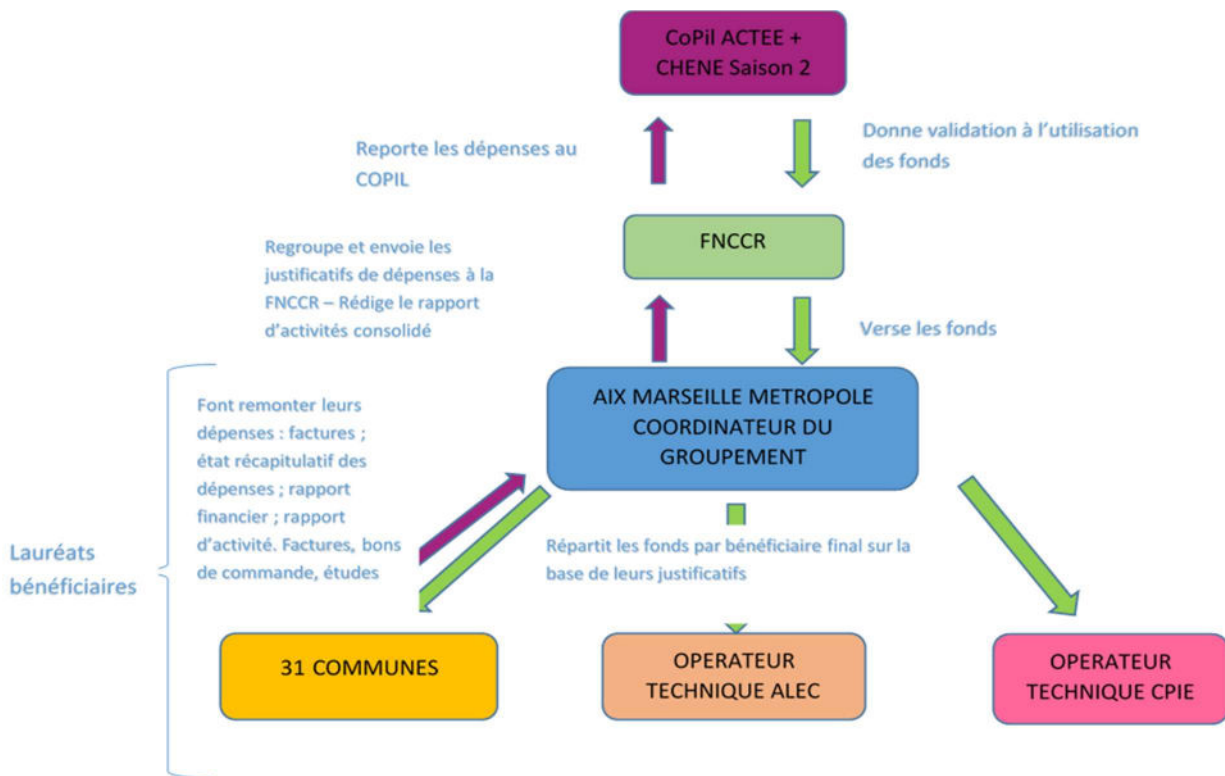 CoPil ACTEE +
CHENE Saison 2
Reporte les dépenses au
COPIL
Donne validation à l'utilisation
des fonds
FNCCR
Regroupe et envoie les
justificatifs de dépenses à la
FNCCR – Rédige le rapport
d'activités consolidé
Verse les fonds
AIX MARSEILLE METROPOLE
COORDINATEUR DU
GROUPEMENT
Font remonter leurs
dépenses : factures ;
état récapitulatif des
dépenses ; rapport
financier ; rapport
d'activité. Factures, bons
de commande, études
Lauréats
bénéficiaires
Répartit les fonds par bénéficiaire final sur la
base de leurs justificatifs
31 COMMUNES
OPERATEUR
TECHNIQUE ALEC
OPERATEUR
TECHNIQUE CPIE